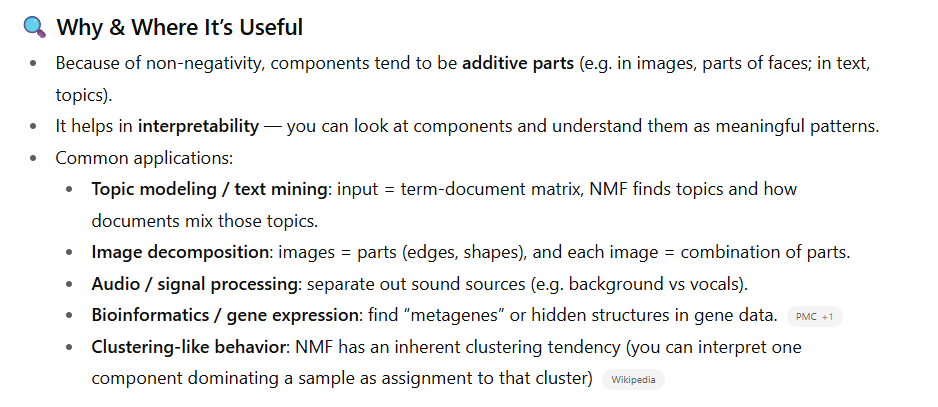 🔍 Why & Where It’s Useful
• Because of non-negativity, components tend to be additive parts (e.g. in images, parts of faces; in text,
topics).
• It helps in interpretability — you can look at components and understand them as meaningful patterns.
• Common applications:
• Topic modeling / text mining: input = term-document matrix, NMF finds topics and how
documents mix those topics.
• Image decomposition: images = parts (edges, shapes), and each image = combination of parts.
• Audio / signal processing: separate out sound sources (e.g. background vs vocals).
• Bioinformatics / gene expression: find “metagenes” or hidden structures in gene data. PMC +1
• Clustering-like behavior: NMF has an inherent clustering tendency (you can interpret one
component dominating a sample as assignment to that cluster) Wikipedia